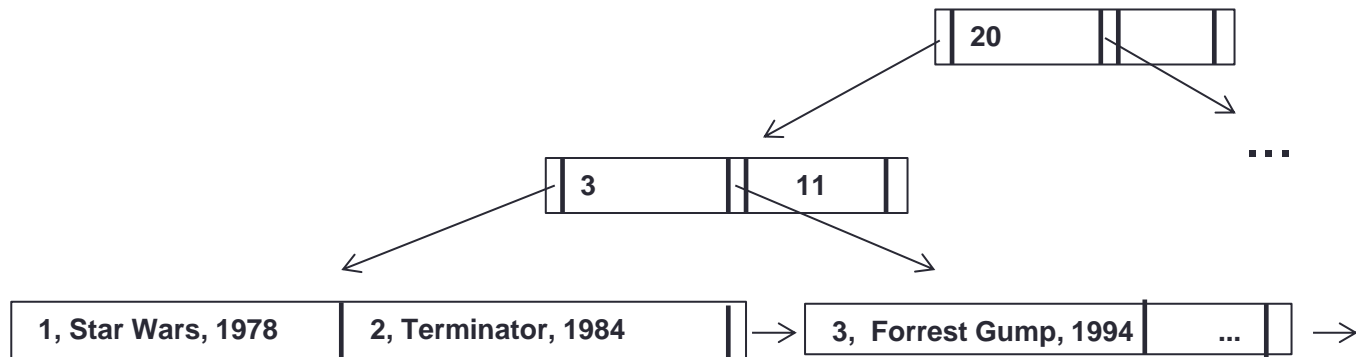 20
...
3 11
1, Star Wars, 1978 2, Terminator, 1984 3, Forrest Gump, 1994 ...